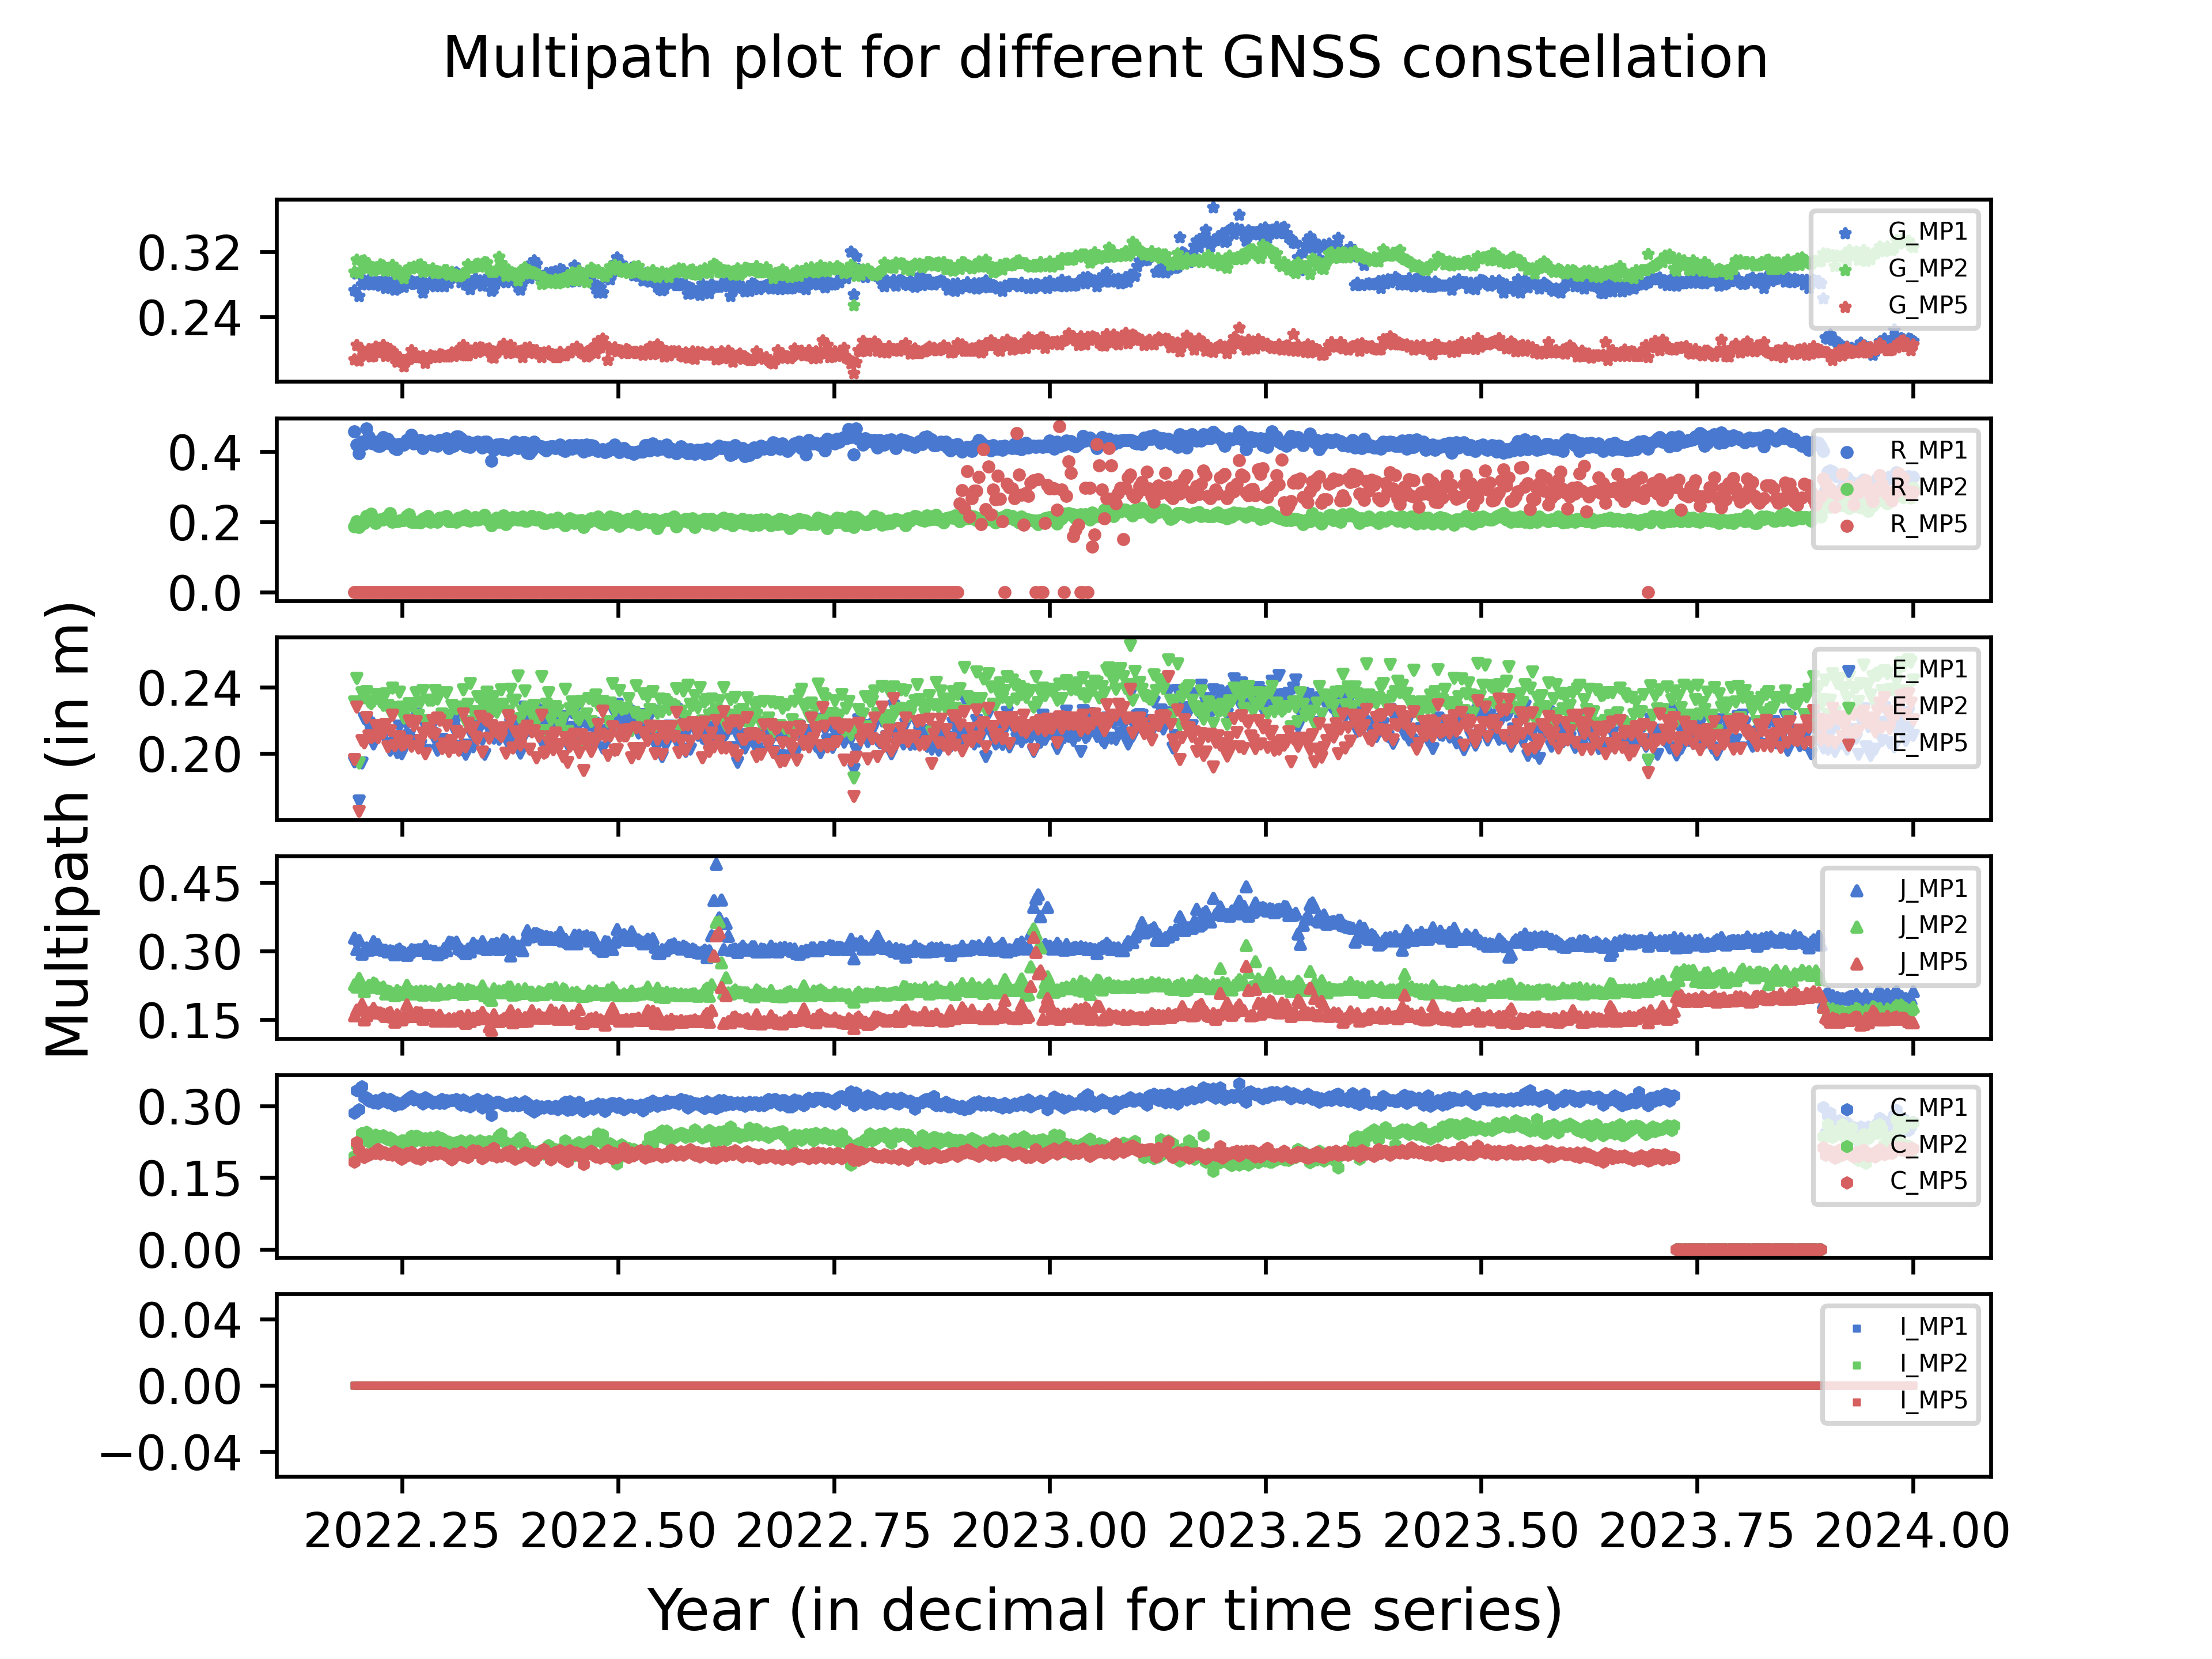 Multipath plot for different GNSS constellation
0.32
0.24
G_MP1
G_MP2
G_MP5
0.4
0.2
0.0
R_MP1
R_MP2
R_MP5
0.24
0.20
E_MP1
E_MP2
E_MP5
0.45
0.30
0.15
J_MP1
J_MP2
J_MP5
0.30
0.15
0.00
C_MP1
C_MP2
C_MP5
0.04
0.00
−0.04
I_MP1
I_MP2
I_MP5
2022.25 2022.50 2022.75 2023.00 2023.25 2023.50 2023.75 2024.00
Year (in decimal for time series)
Multipath (in m)